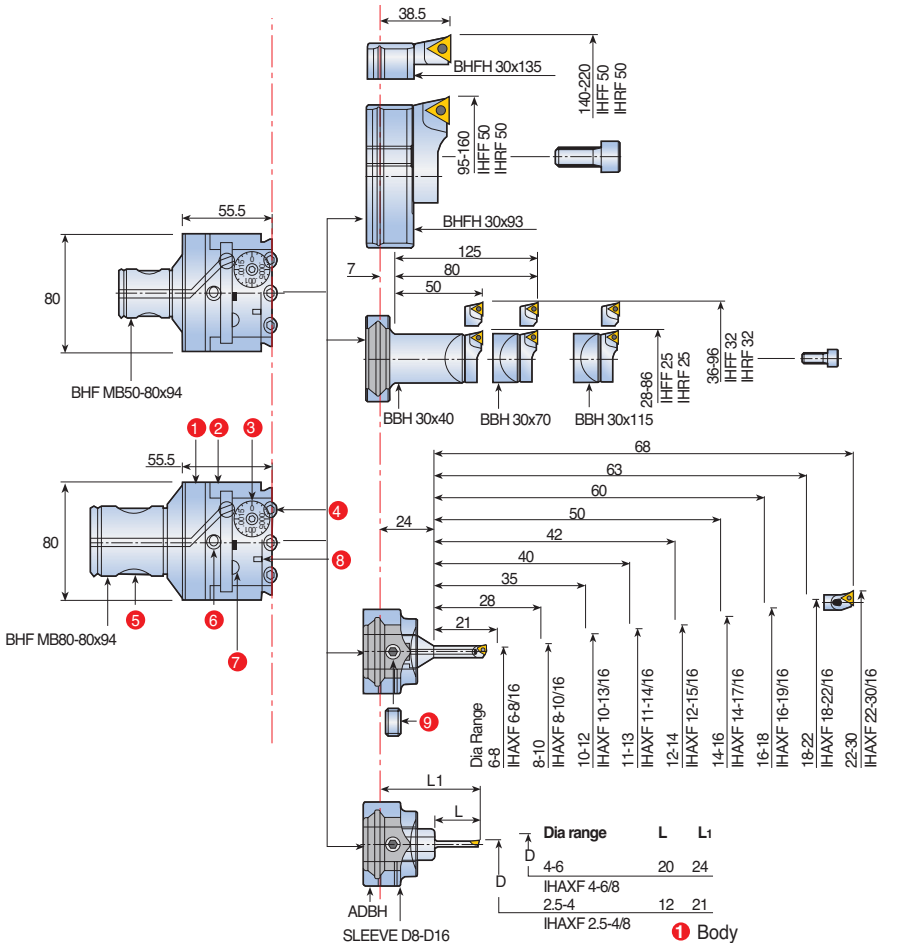 38.5
BHFH 30x135
140-220
IHFF 50
IHRF 50
95-160
IHFF 50
IHRF 50
BHFH 30x93
55.5
80
BHF MB50-80x94
7
125
80
50
28-86
IHFF 25
IHRF 25
36-96
IHFF 32
IHRF 32
BBH 30x40
BBH 30x70
BBH 30x115
1
2
3
55.5
80
4
8
5
6
7
BHF MB80-80x94
68
63
60
50
42
40
35
28
21
24
9
Dia Range
6-8
IHAXF 6-8/16
8-10
IHAXF 8-10/16
10-12
IHAXF 10-13/16
11-13
IHAXF 11-14/16
12-14
IHAXF 12-15/16
14-16
IHAXF 14-17/16
16-18
IHAXF 16-19/16
18-22
IHAXF 18-22/16
22-30
IHAXF 22-30/16
L1
L
D
D
ADBH
SLEEVE D8-D16
Dia range L L1
4-6 20 24
IHAXF 4-6/8
2.5-4 12 21
IHAXF 2.5-4/8
1 Body